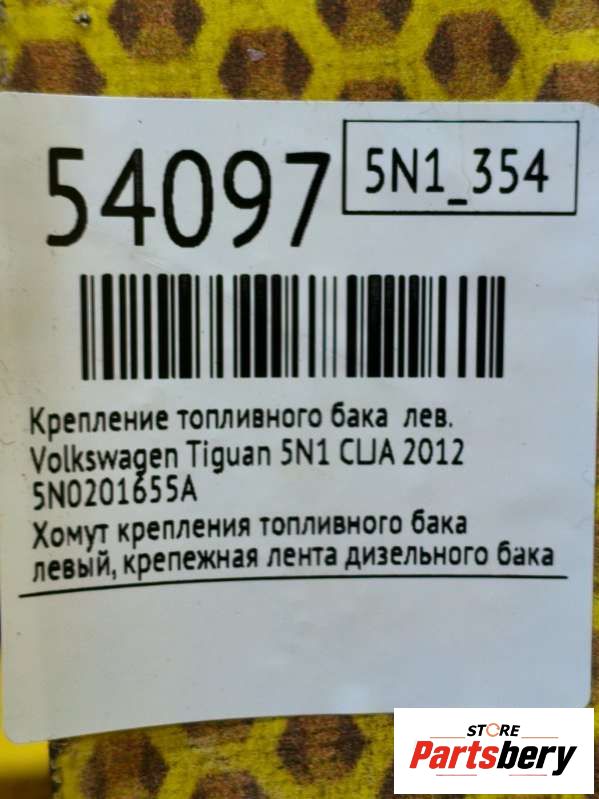 54097
5N1_354
Крепление топливного бака лев.
Volkswagen Tiguan 5N1 CLJA 2012
5N0201655A
Хомут крепления топливного бака
левый, крепежная лента дизельного бака
STORE
Partsbery